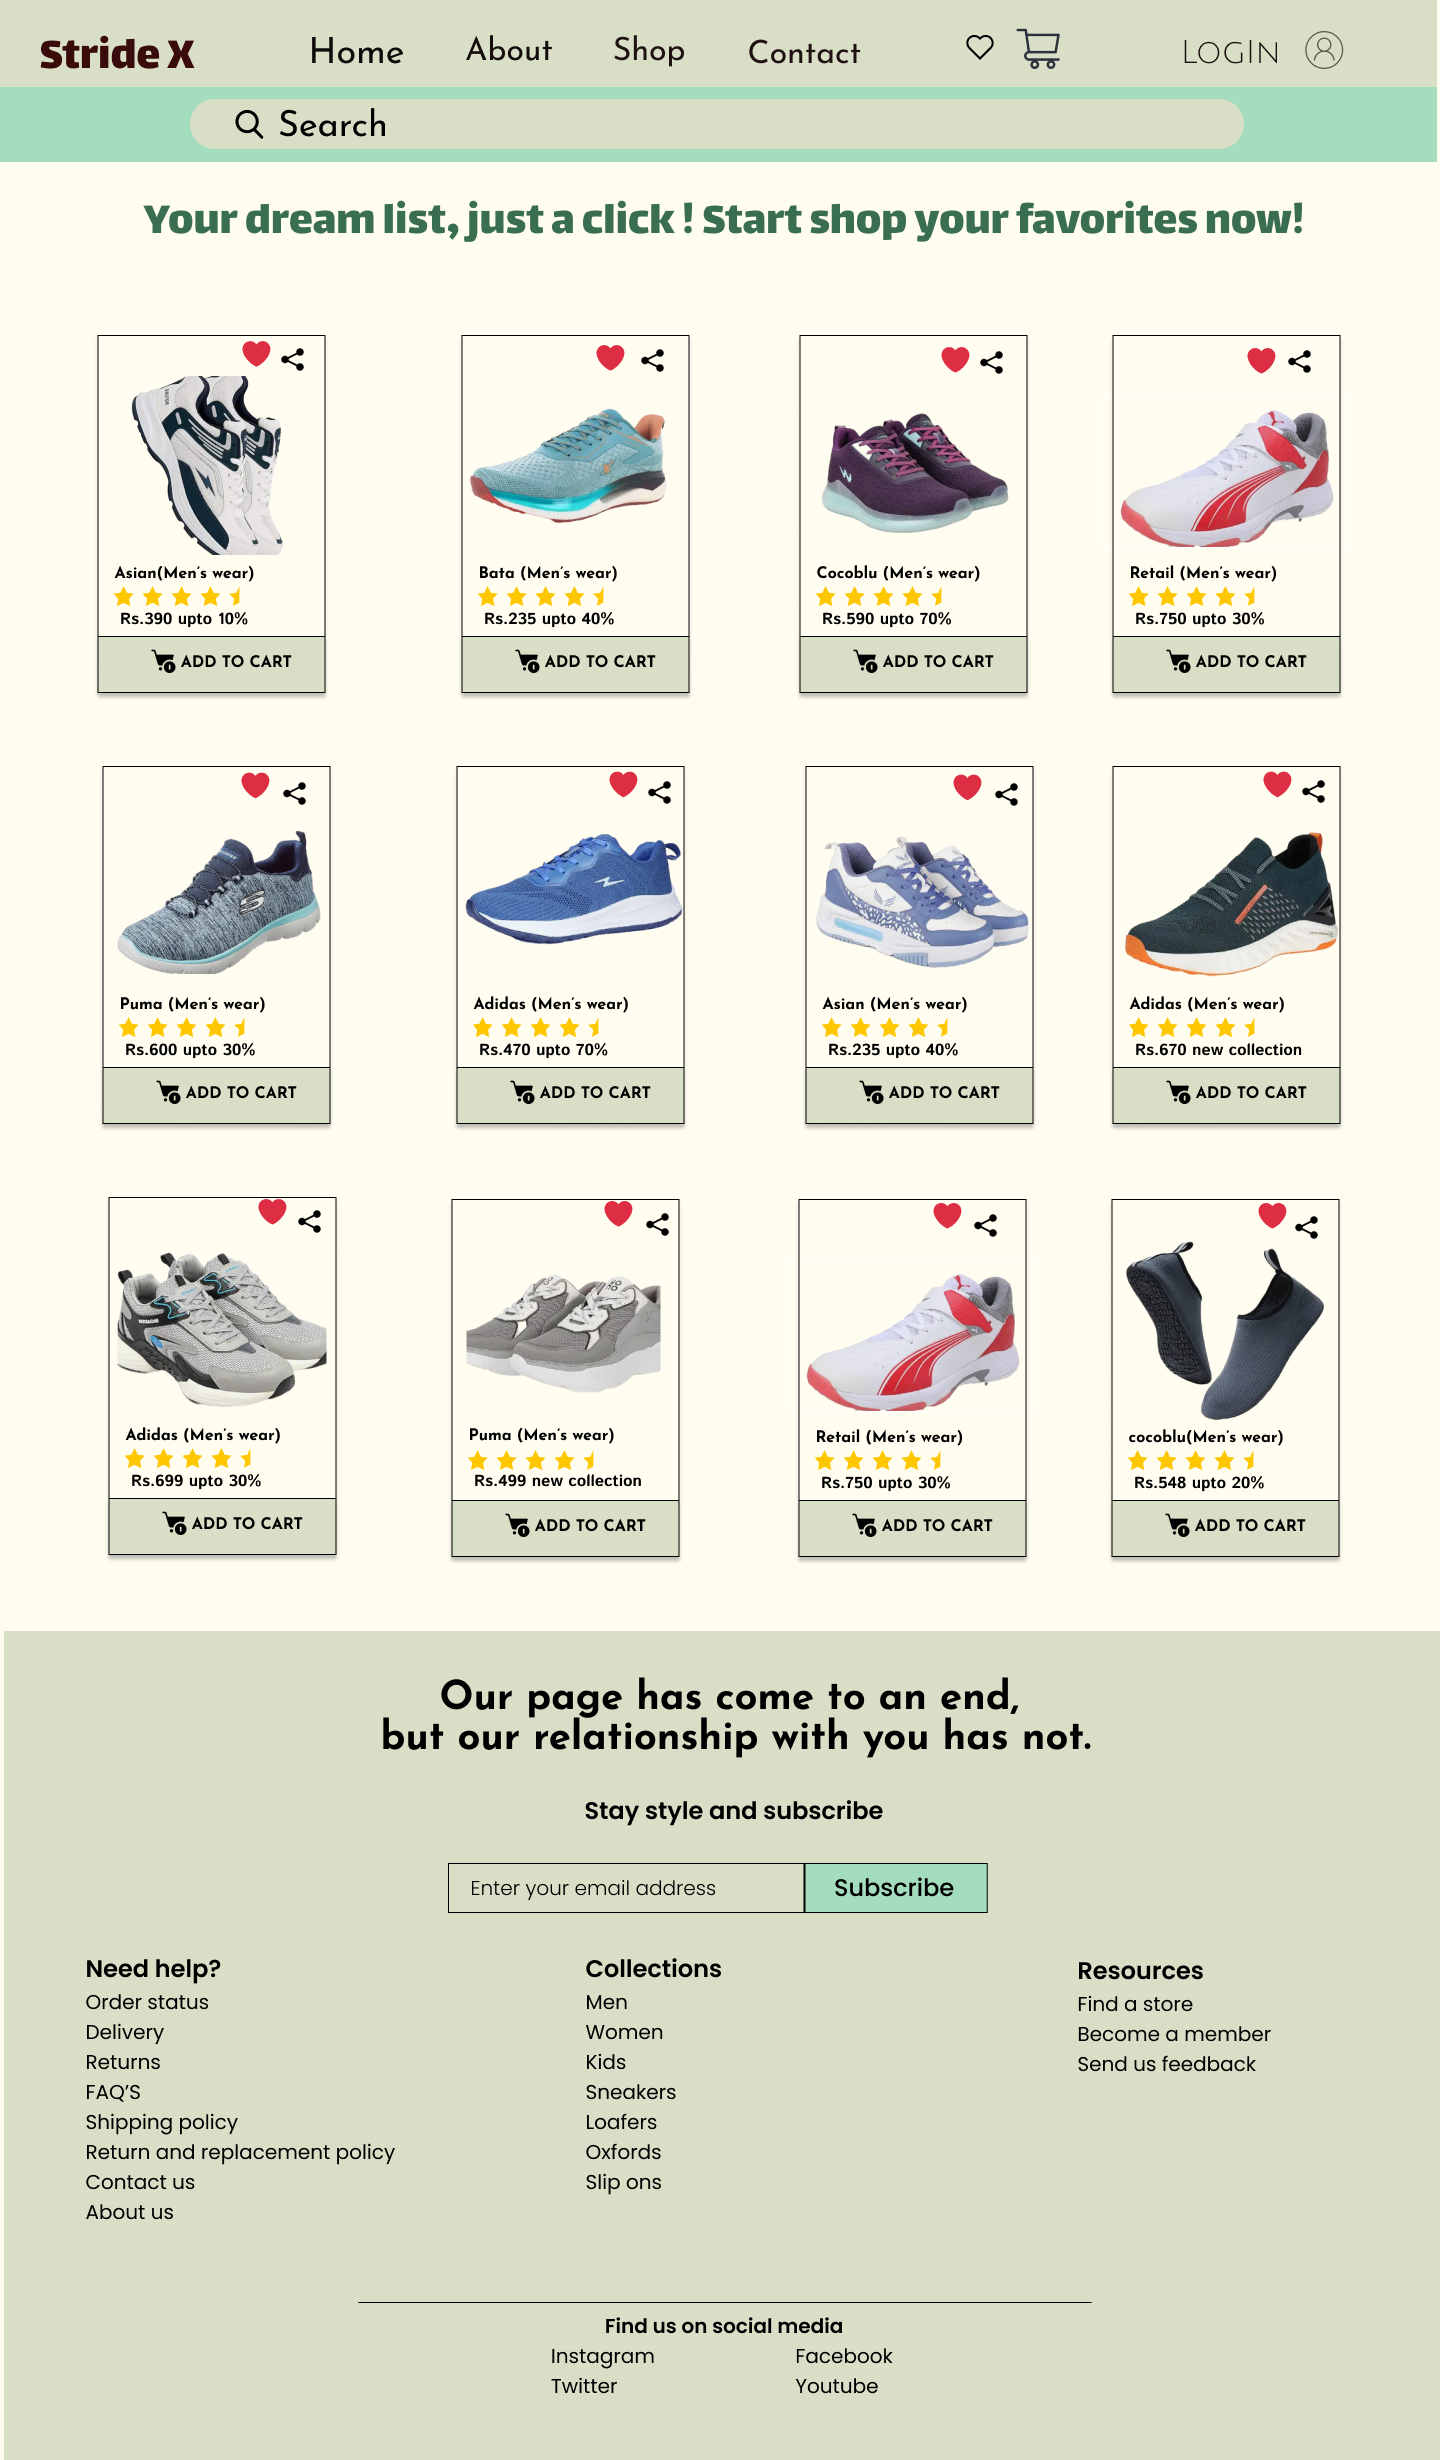 Stride X
Home
About
Shop
Contact
LOGIN
Search
Your dream list, just a click ! Start shop your favorites now!
Asian(Men's wear)
Rs.390 upto 10%
ADD TO CART
Bata (Men's wear)
Rs.235 upto 40%
ADD TO CART
Cocoblu (Men's wear)
Rs.590 upto 70%
ADD TO CART
Retail (Men's wear)
Rs.750 upto 30%
ADD TO CART
Puma (Men's wear)
Rs.600 upto 30%
ADD TO CART
Adidas (Men's wear)
Rs.470 upto 70%
ADD TO CART
Asian (Men's wear)
Rs.235 upto 40%
ADD TO CART
Adidas (Men's wear)
Rs.670 new collection
ADD TO CART
Adidas (Men's wear)
Rs.699 upto 30%
ADD TO CART
Puma (Men's wear)
Rs.499 new collection
ADD TO CART
Retail (Men's wear)
Rs.750 upto 30%
ADD TO CART
cocoblu(Men's wear)
Rs.548 upto 20%
ADD TO CART
Our page has come to an end,
but our relationship with you has not.
Stay style and subscribe
Enter your email address
Subscribe
Need help?
Order status
Delivery
Returns
FAQ'S
Shipping policy
Return and replacement policy
Contact us
About us
Collections
Men
Women
Kids
Sneakers
Loafers
Oxfords
Slip ons
Resources
Find a store
Become a member
Send us feedback
Find us on social media
Instagram
Facebook
Twitter
Youtube